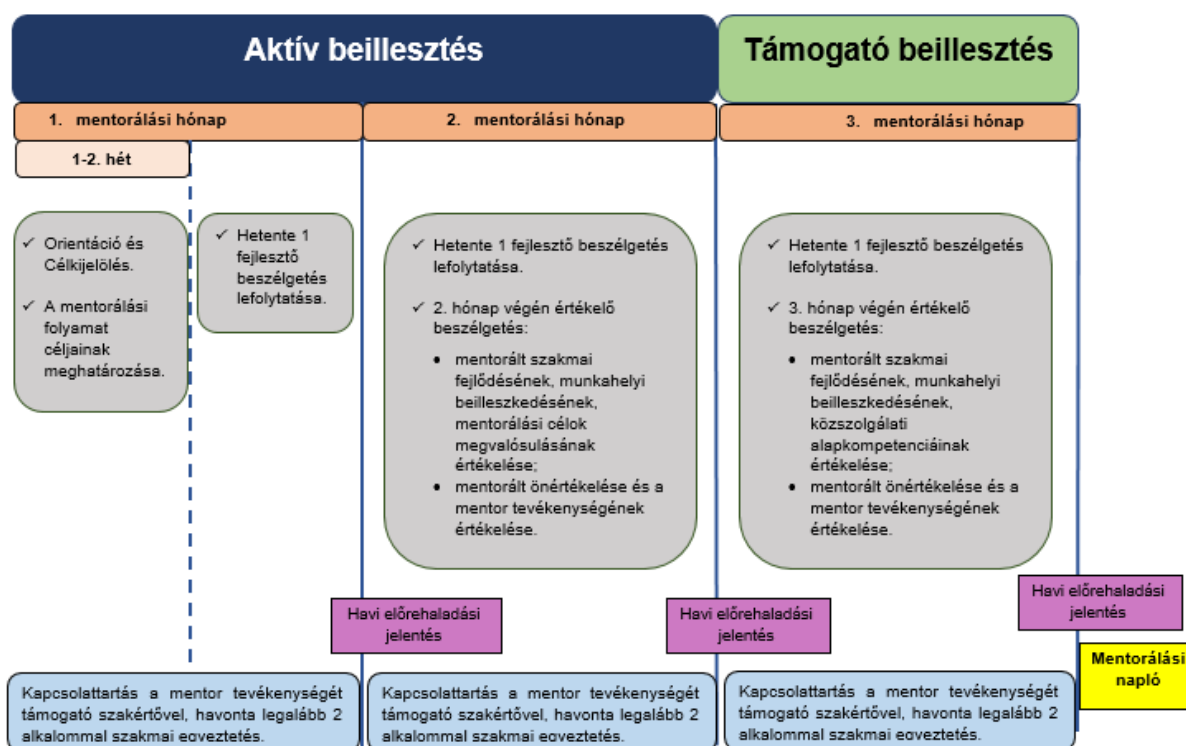 Aktív beillesztés
Támogató beillesztés
1. mentorálási hónap
2. mentorálási hónap
3. mentorálási hónap
1-2. hét
✓ Orientáció és
Célkijelölés.
✓ A mentorálási
folyamat
céljainak
meghatározása.
✓ Hetente 1
fejlesztő
beszélgetés
lefolytatása.
✓ Hetente 1 fejlesztő beszélgetés
lefolytatása.
✓ 2. hónap végén értékelő
beszélgetés:
• mentorált szakmai
fejlődésének, munkahelyi
beilleszkedésének,
mentorálási célok
megvalósulásának
értékelése;
• mentorált önértékelése és a
mentor tevékenységének
értékelése.
✓ Hetente 1 fejlesztő beszélgetés
lefolytatása.
✓ 3. hónap végén értékelő
beszélgetés:
• mentorált szakmai
fejlődésének, munkahelyi
beilleszkedésének,
közszolgálati
alapkompetenciáinak
értékelése;
• mentorált önértékelése és a
mentor tevékenységének
értékelése.
Havi előrehaladási
jelentés
Havi előrehaladási
jelentés
Havi előrehaladási
jelentés
Mentorálási
napló
Kapcsolattartás a mentor tevékenységét
támogató szakértővel, havonta legalább 2
alkalommal szakmai egyeztetés.
Kapcsolattartás a mentor tevékenységét
támogató szakértővel, havonta legalább 2
alkalommal szakmai egyeztetés.
Kapcsolattartás a mentor tevékenységét
támogató szakértővel, havonta legalább 2
alkalommal szakmai egyeztetés.